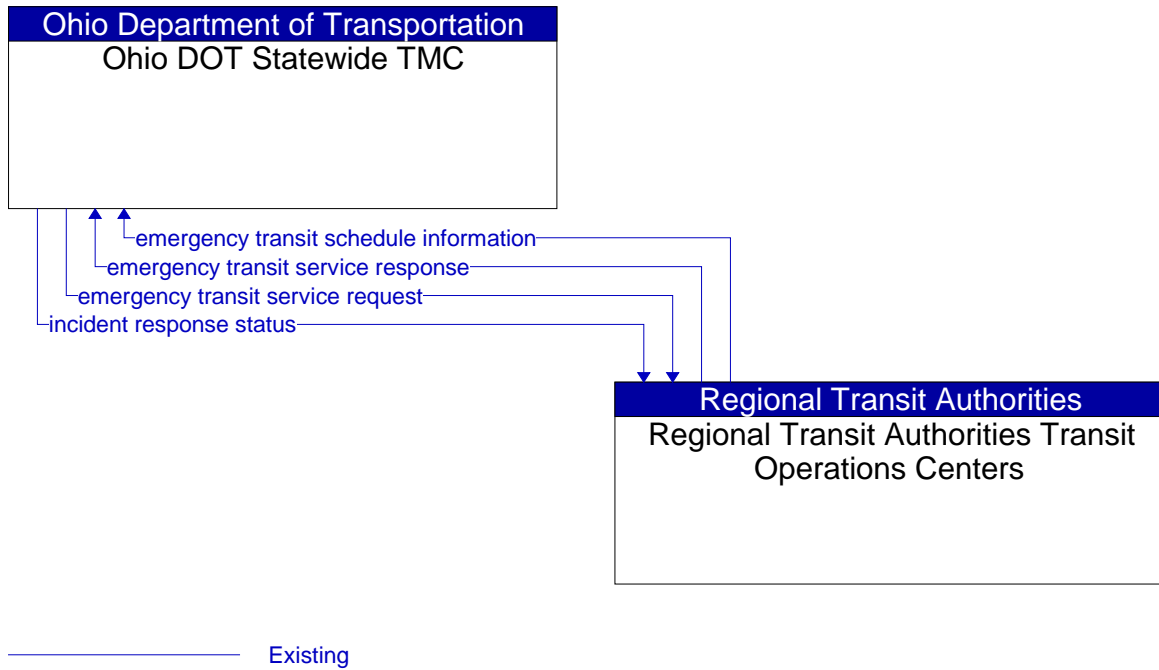 Ohio Department of Transportation
Ohio DOT Statewide TMC
emergency transit schedule information
emergency transit service response
emergency transit service request
incident response status
Regional Transit Authorities
Regional Transit Authorities Transit
Operations Centers
Existing